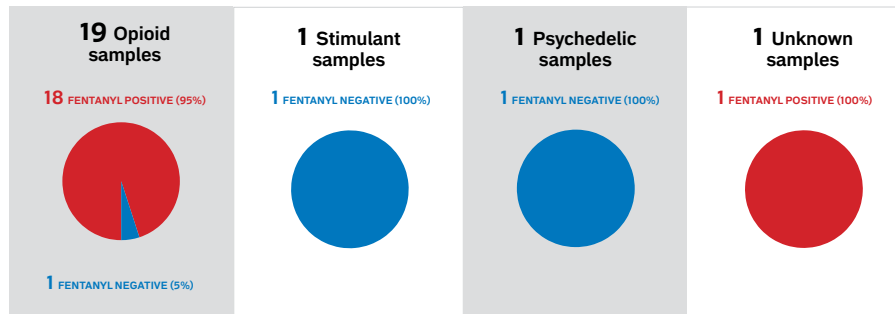 19 Opioid
samples
18 FENTANYL POSITIVE (95%)
1 FENTANYL NEGATIVE (5%)
1 Stimulant
samples
1 FENTANYL NEGATIVE (100%)
1 Psychedelic
samples
1 FENTANYL NEGATIVE (100%)
1 Unknown
samples
1 FENTANYL POSITIVE (100%)